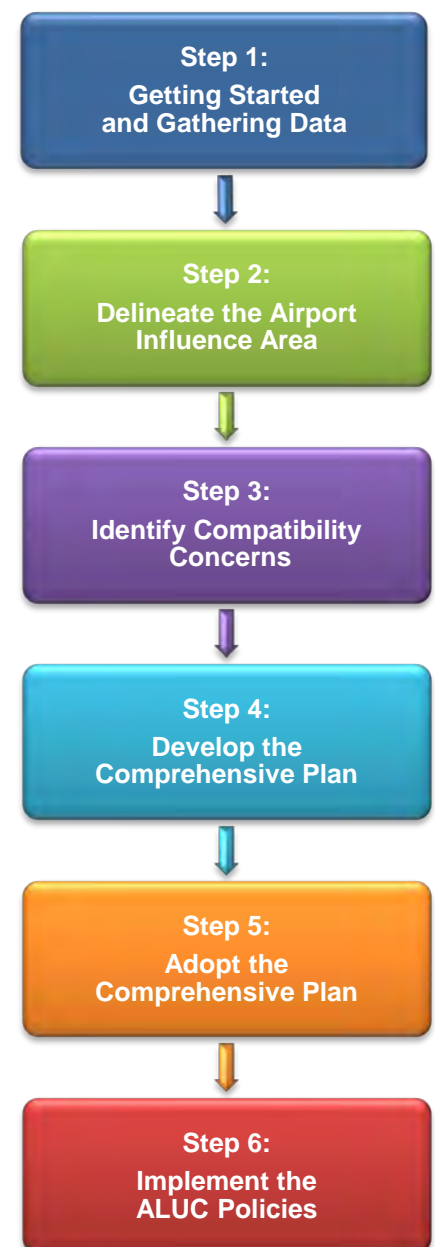 Step 1:
Getting Started
and Gathering Data
Step 2:
Delineate the Airport
Influence Area
Step 3:
Identify Compatibility
Concerns
Step 4:
Develop the
Comprehensive Plan
Step 5:
Adopt the
Comprehensive Plan
Step 6:
Implement the
ALUC Policies